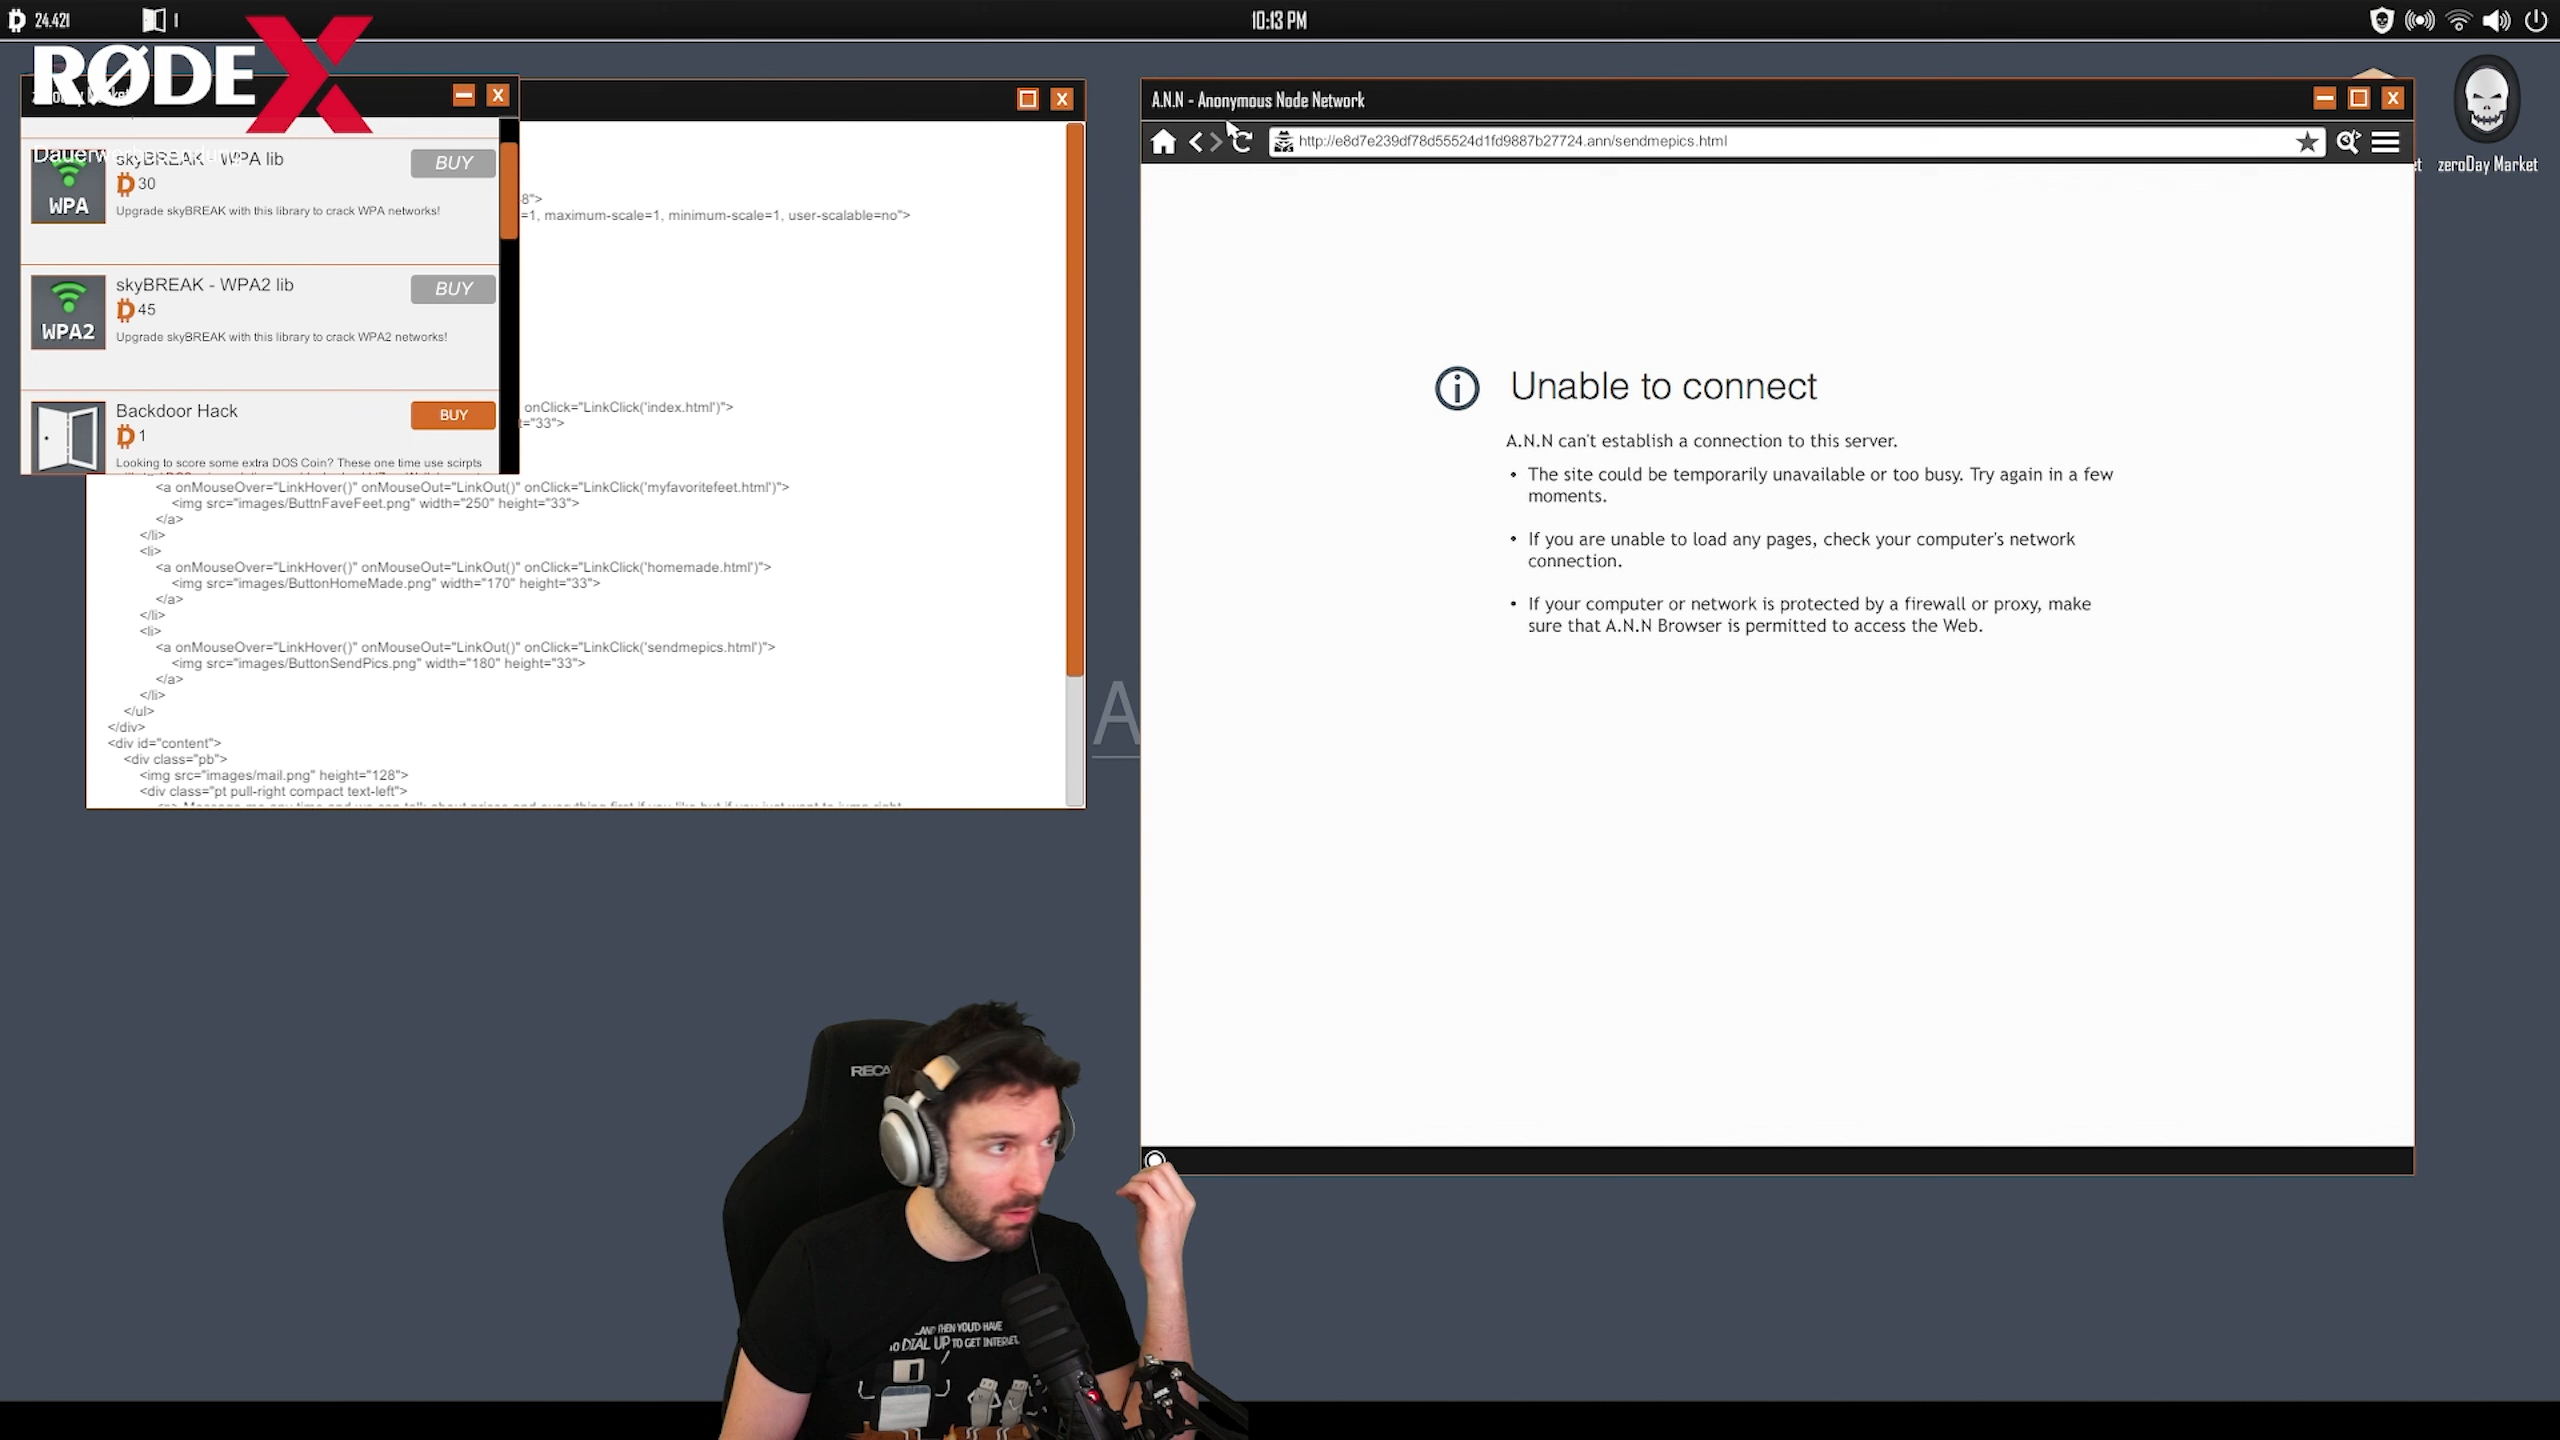 24.421
1
10:13 PM
RØDE X
zeroDay Market
skyBREAK - WPA lib
BUY
30
WPA
Upgrade skyBREAK with this library to crack WPA networks!
skyBREAK - WPA2 lib
BUY
45
WPA2
Upgrade skyBREAK with this library to crack WPA2 networks!
Backdoor Hack
BUY
1
Looking to score some extra DOS Coin? These one time use scirpts
8">
=1, maximum-scale=1, minimum-scale=1, user-scalable=no">
onClick="LinkClick('index.html')">
t="33">
<a onMouseOver="LinkHover()" onMouseOut="LinkOut()" onClick="LinkClick('myfavoritefeet.html')">
<img src="images/ButtnFaveFeet.png" width="250" height="33">
</a>
</li>
<li>
<a onMouseOver="LinkHover()" onMouseOut="LinkOut()" onClick="LinkClick('homemade.html')">
<img src="images/ButtonHomeMade.png" width="170" height="33">
</a>
</li>
<li>
<a onMouseOver="LinkHover()" onMouseOut="LinkOut()" onClick="LinkClick('sendmepics.html')">
<img src="images/ButtonSendPics.png" width="180" height="33">
</a>
</li>
</ul>
</div>
<div id="content">
<div class="pb">
<img src="images/mail.png" height="128">
<div class="pt pull-right compact text-left">
A
A.N.N - Anonymous Node Network
http://e8d7e239df78d55524d1fd9887b27724.ann/sendmepics.html
Unable to connect
A.N.N can't establish a connection to this server.
• The site could be temporarily unavailable or too busy. Try again in a few
moments.
• If you are unable to load any pages, check your computer's network
connection.
• If your computer or network is protected by a firewall or proxy, make
sure that A.N.N Browser is permitted to access the Web.
RECA
...AND THEN YOU'D HAVE
TO DIAL UP TO GET INTERNET